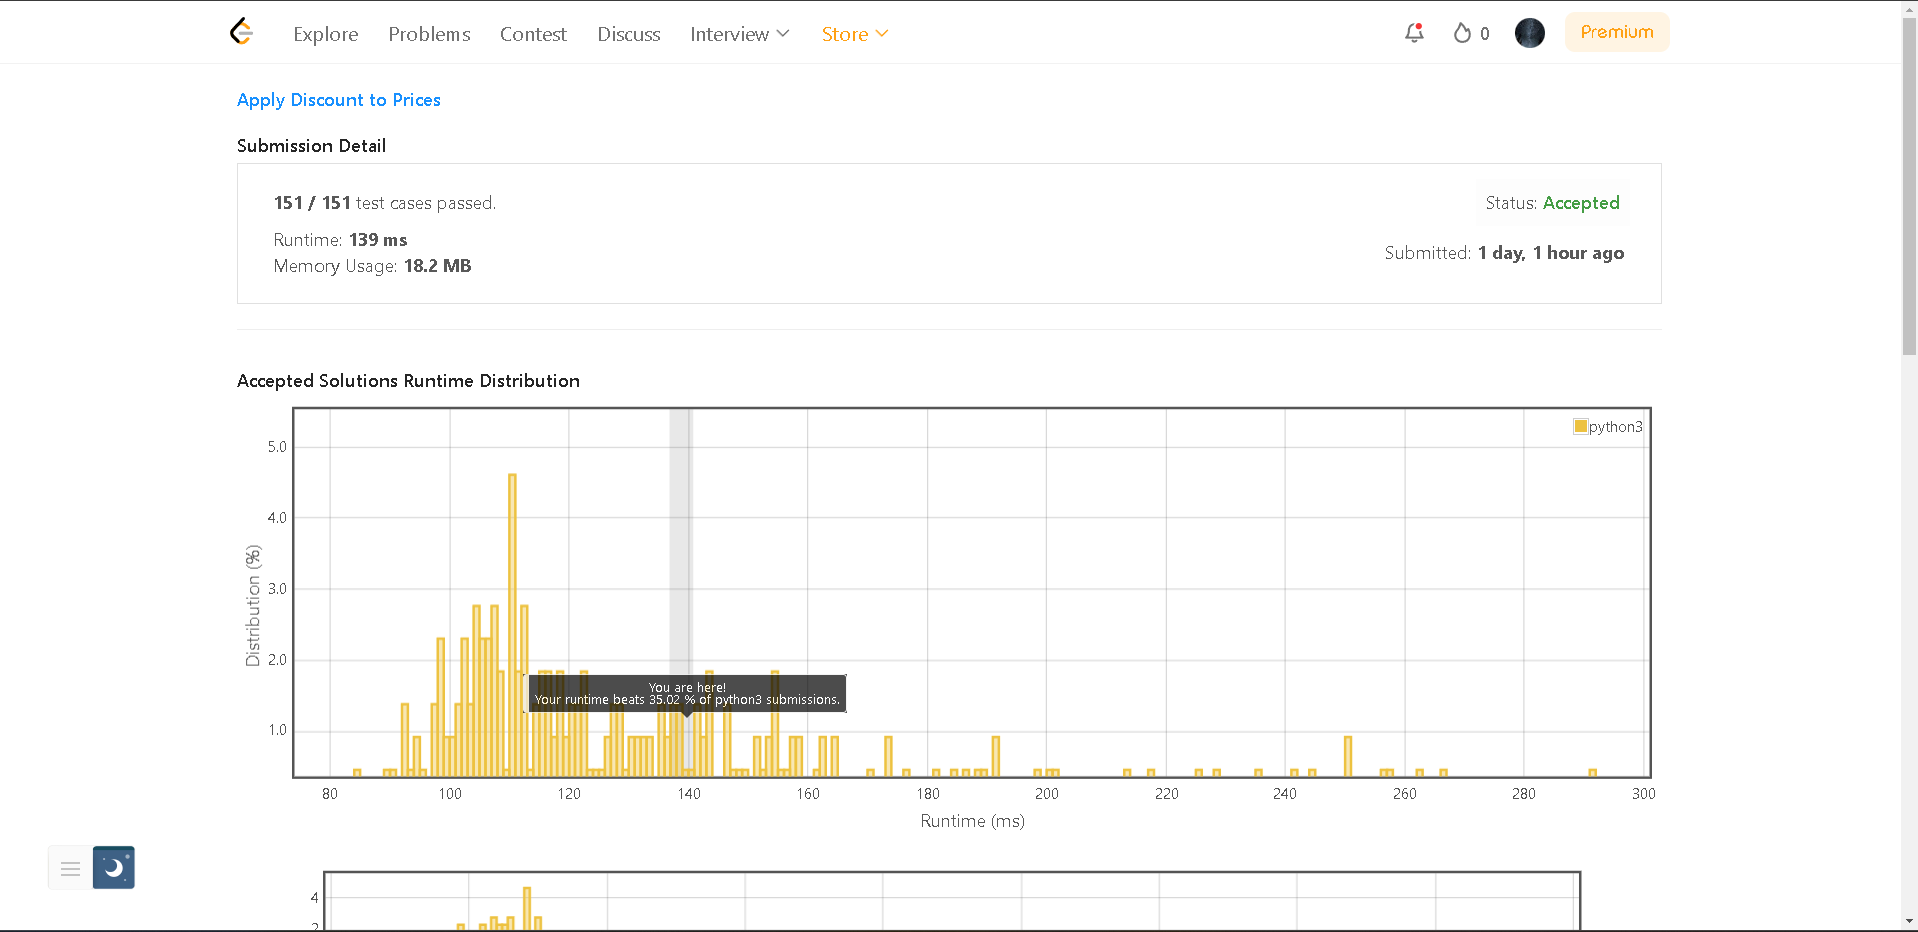 Explore Problems Contest Discuss Interview Store 0 Premium
Apply Discount to Prices
Submission Detail
151 / 151 test cases passed.
Status: Accepted
Runtime: 139 ms
Submitted: 1 day, 1 hour ago
Memory Usage: 18.2 MB
Accepted Solutions Runtime Distribution
python3
5.0
4.0
3.0
2.0
1.0
Distribution (%)
You are here!
Your runtime beats 35.02 % of python3 submissions.
80 100 120 140 160 180 200 220 240 260 280 300
Runtime (ms)
4
2